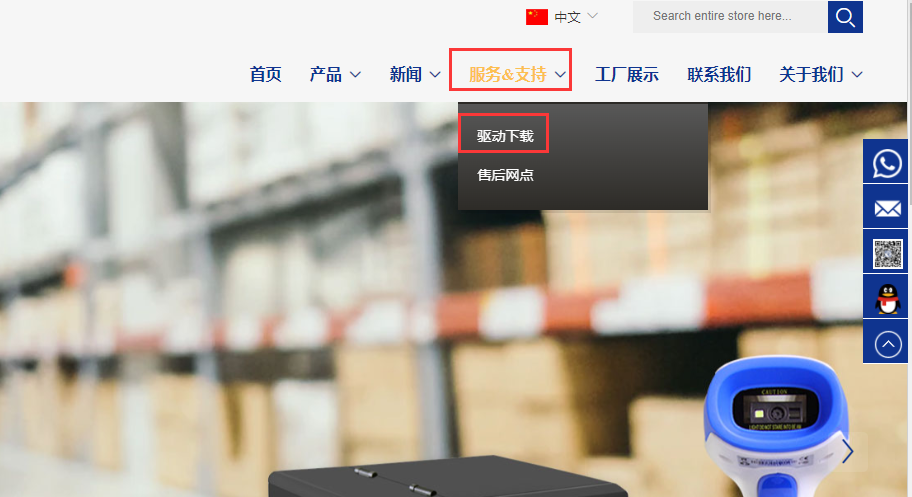 中文
Search entire store here...
首页 产品 新闻 服务&支持 工厂展示 联系我们 关于我们
驱动下载
售后网点
CAUTION